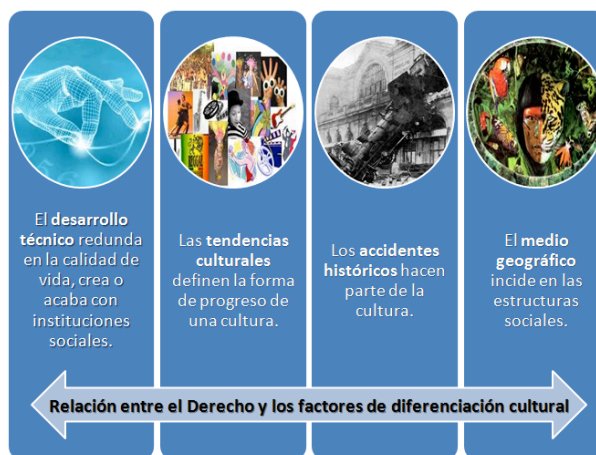 El desarrollo
técnico redunda
en la calidad de
vida, crea o
acaba con
instituciones
sociales.
Las tendencias
culturales
definen la forma
de progreso de
una cultura.
Los accidentes
históricos hacen
parte de la
cultura.
El medio
geográfico
incide en las
estructuras
sociales.
Relación entre el Derecho y los factores de diferenciación cultural